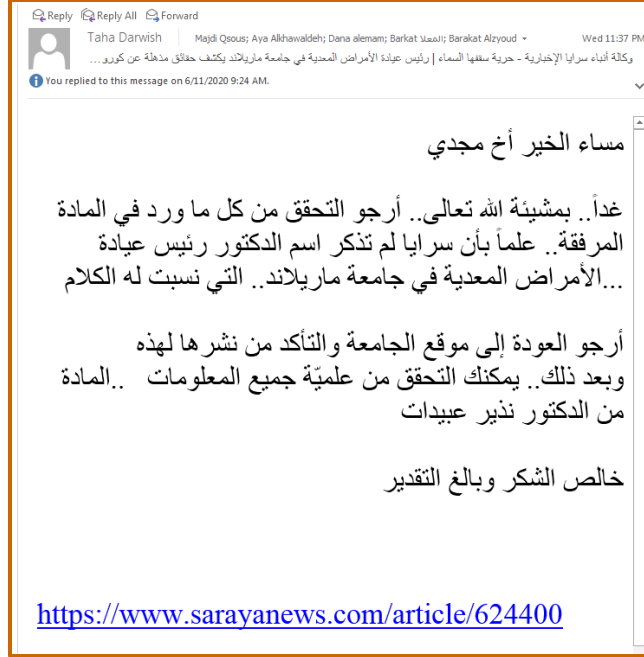 Reply Reply All Forward
Taha Darwish Majdi Qsous; Aya Alkhawaldeh; Dana alemam; Barkat المعلا; Barakat Alzyoud Wed 11:37 PM
وكالة أنباء سرايا الإخبارية - حرية سقفها السماء | رئيس عيادة الأمراض المعدية في جامعة ماريلاند يكشف حقائق مذهلة عن كورو...
You replied to this message on 6/11/2020 9:24 AM.
مساء الخير أخ مجدي
غداً.. بمشيئة الله تعالى.. أرجو التحقق من كل ما ورد في المادة
المرفقة.. علماً بأن سرايا لم تذكر اسم الدكتور رئيس عيادة
الأمراض المعدية في جامعة ماريلاند.. التي نسبت له الكلام...
أرجو العودة إلى موقع الجامعة والتأكد من نشرها لهذه
وبعد ذلك.. يمكنك التحقق من علميّة جميع المعلومات ..المادة
من الدكتور نذير عبيدات
خالص الشكر وبالغ التقدير
https://www.sarayanews.com/article/624400